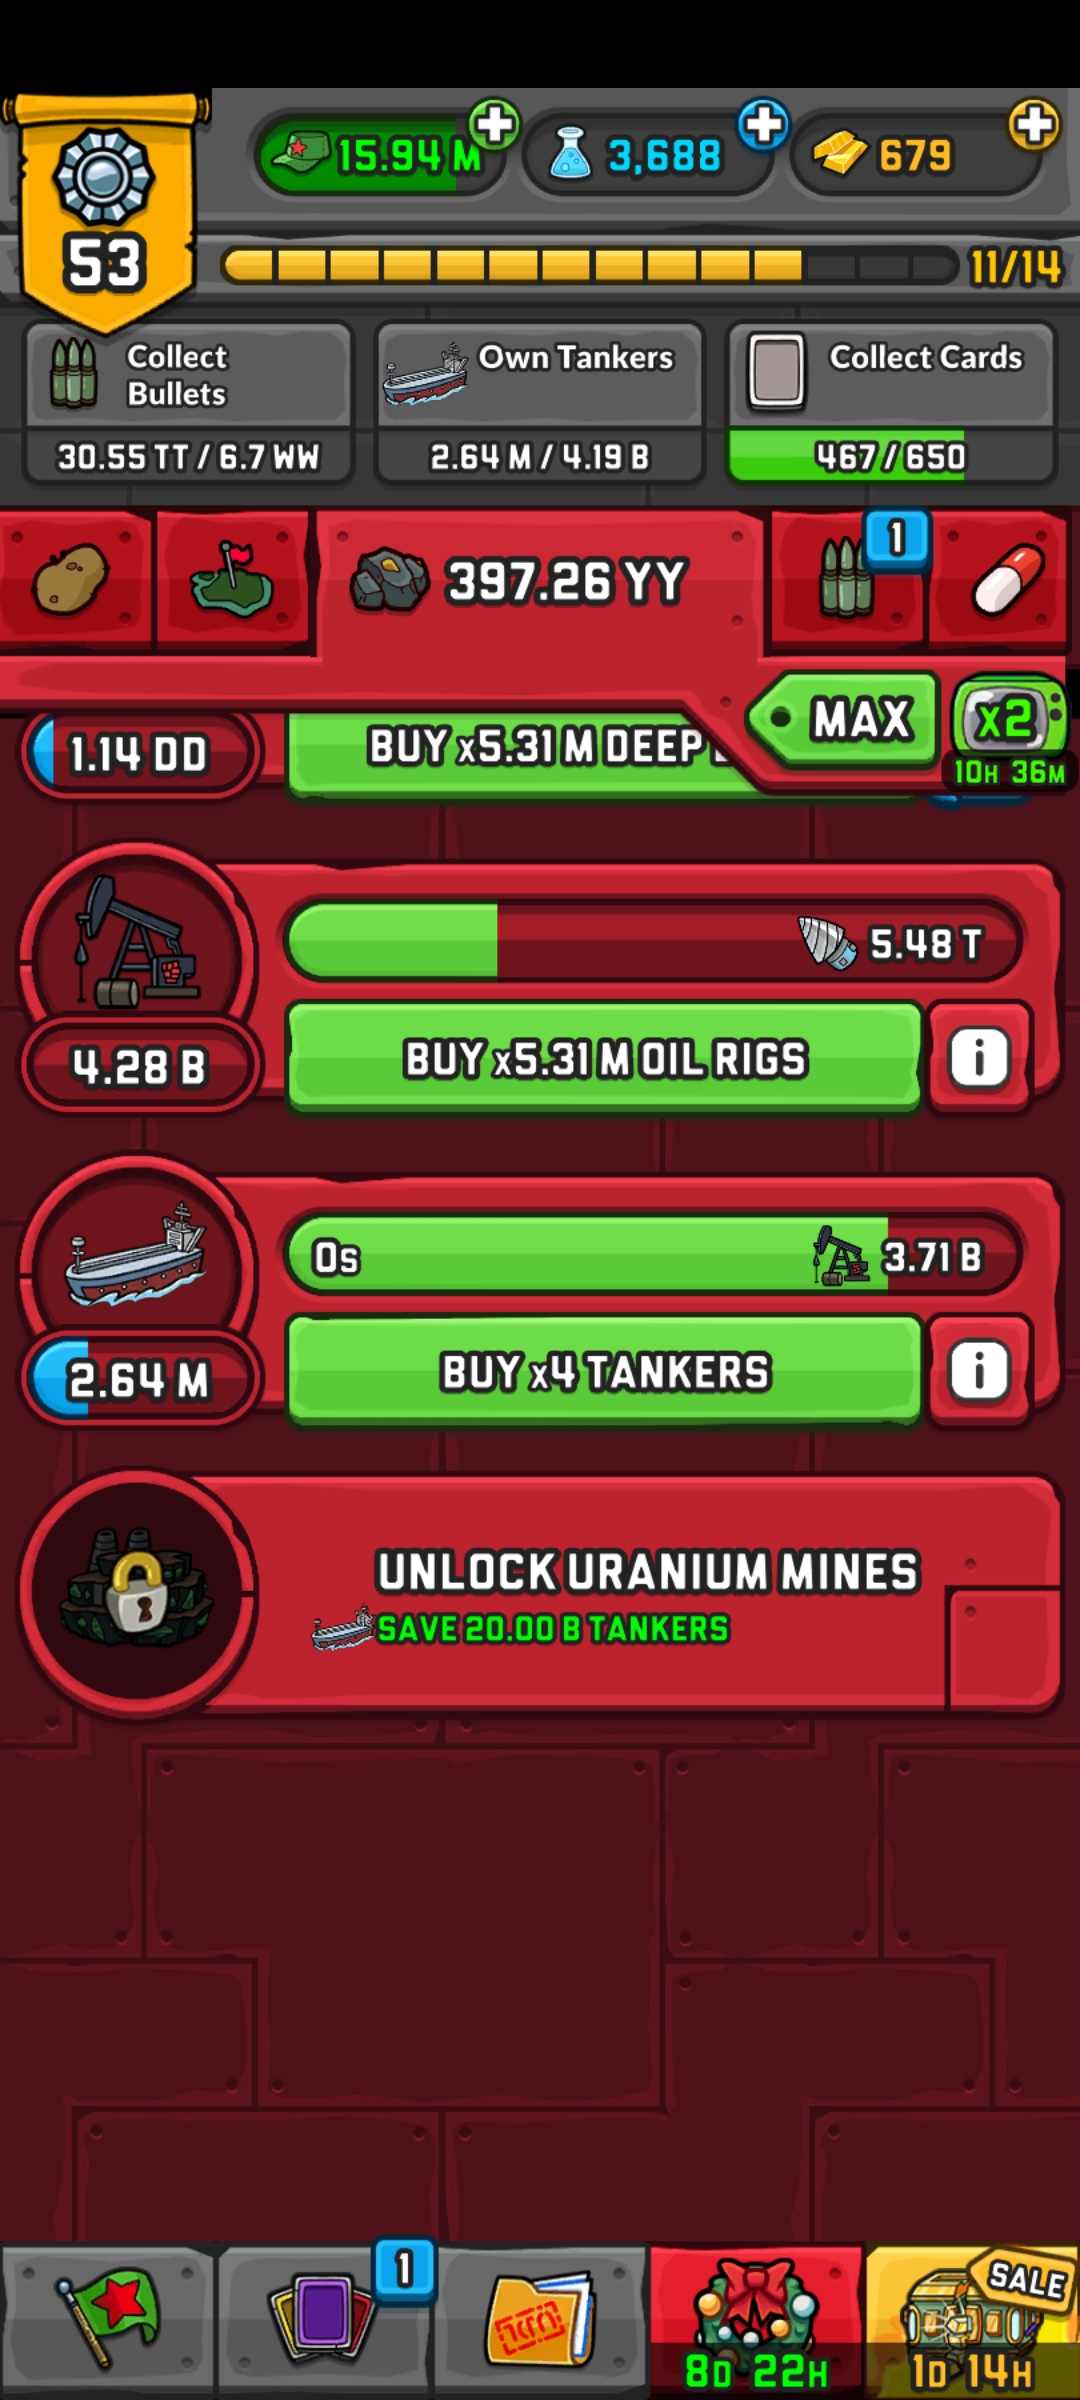 15.94 M
3,688
679
53
11/14
Collect
Bullets
Own Tankers
Collect Cards
30.55 TT / 6.7 WW
2.64 M / 4.19 B
467/650
397.26 YY
1
MAX
x2
10H 36M
1.14 DD
BUY x5.31 M DEEP
5.48 T
4.28 B
BUY x5.31 M OIL RIGS
i
0s
3.71 B
2.64 M
BUY x4 TANKERS
i
UNLOCK URANIUM MINES
SAVE 20.00 B TANKERS
1
SALE
8D 22H
1D 14H